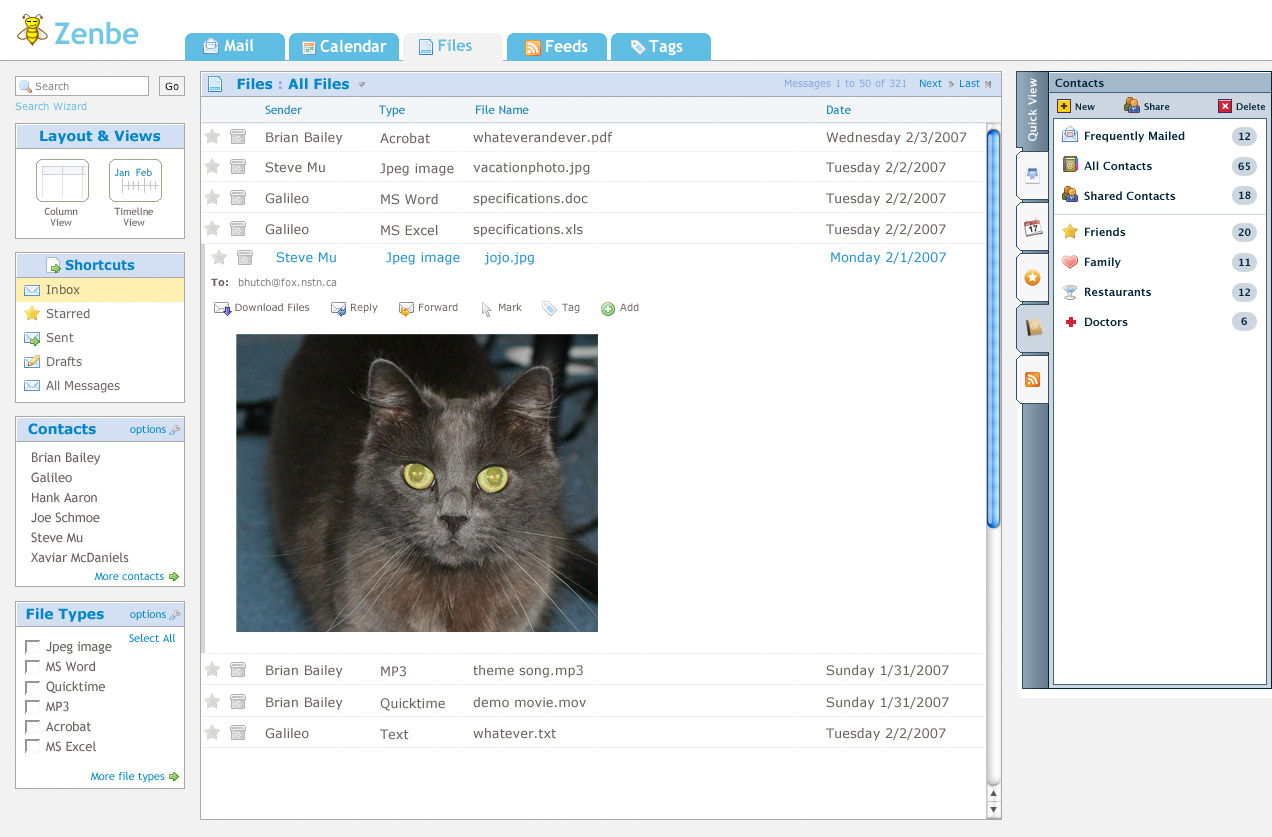 Zenbe
Mail
Calendar
Files
Feeds
Tags
Search
Go
Search Wizard
Layout & Views
Jan Feb
Column View
Timeline View
Shortcuts
Inbox
Starred
Sent
Drafts
All Messages
Contacts options
Brian Bailey
Galileo
Hank Aaron
Joe Schmoe
Steve Mu
Xaviar McDaniels
More contacts
File Types options
Select All
Jpeg image
MS Word
Quicktime
MP3
Acrobat
MS Excel
More file types
Files : All Files Messages 1 to 50 of 321 Next Last
Sender Type File Name Date
Brian Bailey Acrobat whateverandever.pdf Wednesday 2/3/2007
Steve Mu Jpeg image vacationphoto.jpg Tuesday 2/2/2007
Galileo MS Word specifications.doc Tuesday 2/2/2007
Galileo MS Excel specifications.xls Tuesday 2/2/2007
Steve Mu Jpeg image jojo.jpg Monday 2/1/2007
To: bhutch@fox.nstn.ca
Download Files Reply Forward Mark Tag Add
Brian Bailey MP3 theme song.mp3 Sunday 1/31/2007
Brian Bailey Quicktime demo movie.mov Sunday 1/31/2007
Galileo Text whatever.txt Tuesday 2/2/2007
Quick View
17
Contacts
New Share Delete
Frequently Mailed 12
All Contacts 65
Shared Contacts 18
Friends 20
Family 11
Restaurants 12
Doctors 6